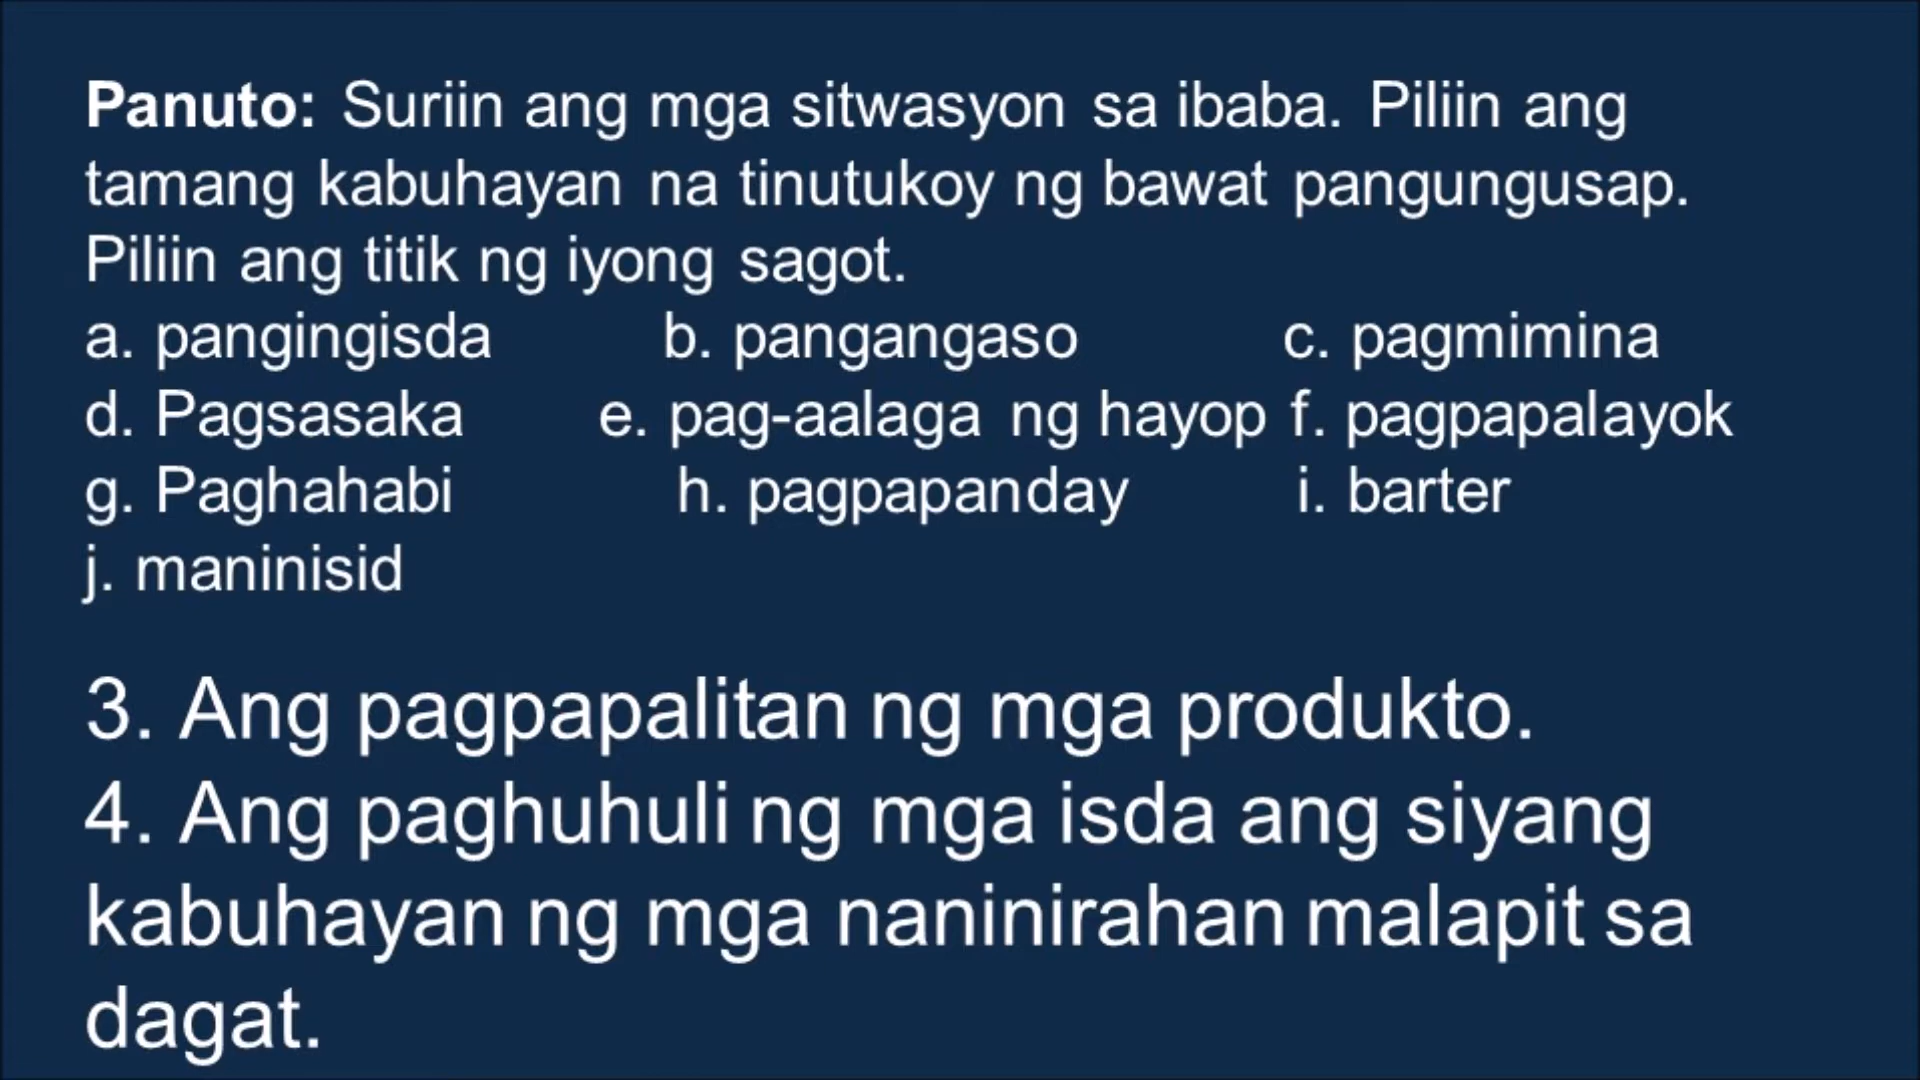 Panuto: Suriin ang mga sitwasyon sa ibaba. Piliin ang
tamang kabuhayan na tinutukoy ng bawat pangungusap.
Piliin ang titik ng iyong sagot.
a. pangingisda b. pangangaso c. pagmimina
d. Pagsasaka e. pag-aalaga ng hayop f. pagpapalayok
g. Paghahabi h. pagpapanday i. barter
j. maninisid
3. Ang pagpapalitan ng mga produkto.
4. Ang paghuhuli ng mga isda ang siyang
kabuhayan ng mga naninirahan malapit sa
dagat.